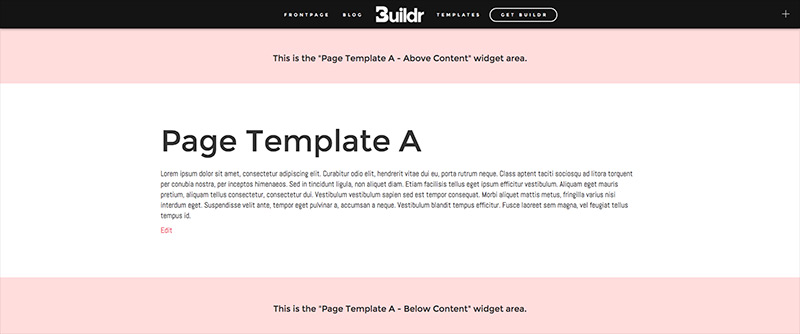 FRONTPAGE BLOG Buildr TEMPLATES GET BUILDR
This is the "Page Template A - Above Content" widget area.
Page Template A
Lorem ipsum dolor sit amet, consectetur adipiscing elit. Curabitur odio elit, hendrerit vitae dui eu, porta rutrum neque. Class aptent taciti sociosqu ad litora torquent
per conubia nostra, per inceptos himenaeos. Sed in tincidunt ligula, non aliquet diam. Etiam facilisis tellus eget ipsum efficitur vestibulum. Aliquam eget mauris
pretium, aliquam tellus consectetur, consectetur dui. Vestibulum vestibulum sapien sed est tempor consequat. Morbi aliquet mattis metus, fringilla varius nisl
interdum eget. Suspendisse velit ante, tempor eget pulvinar a, accumsan a neque. Vestibulum blandit tempus efficitur. Fusce laoreet sem magna, vel feugiat tellus
tempus id.
Edit
This is the "Page Template A - Below Content" widget area.